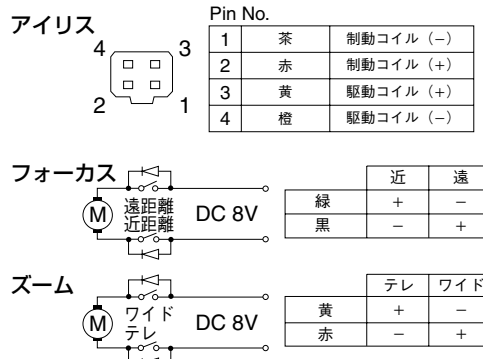 アイリス
Pin No.
4 3
2 1
1 茶 制動コイル（−）
2 赤 制動コイル（+）
3 黄 駆動コイル（+）
4 橙 駆動コイル（−）
フォーカス
M
遠距離
近距離
DC 8V
近 遠
緑 + −
黒 − +
ズーム
M
ワイド
テレ
DC 8V
テレ ワイド
黄 + −
赤 − +